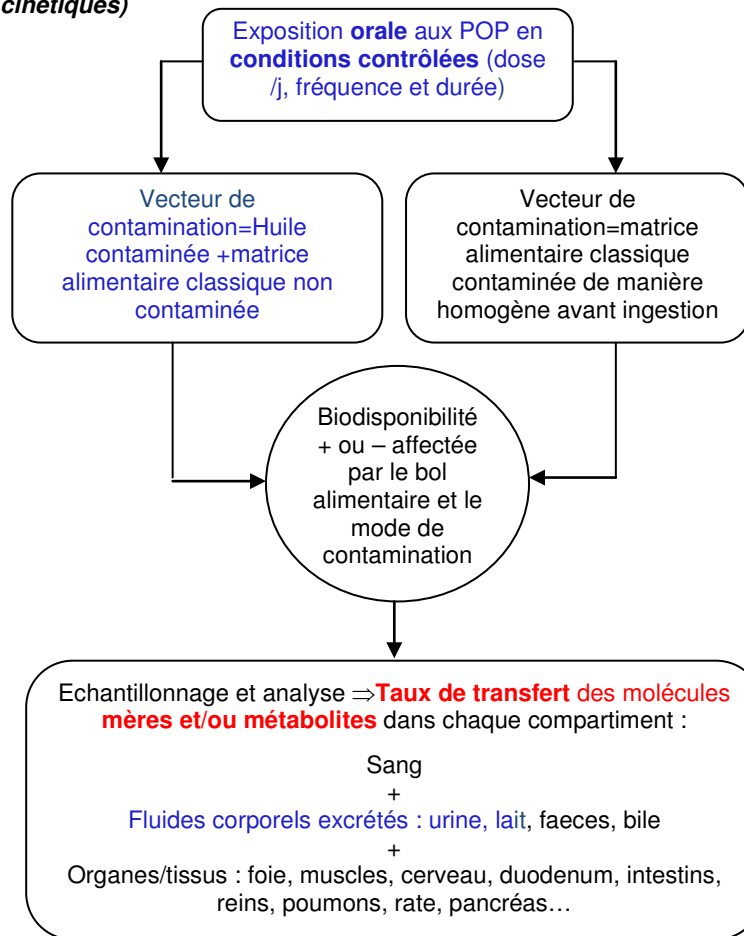 cinétiques)
Exposition orale aux POP en
conditions contrôlées (dose
/j, fréquence et durée)
Vecteur de
contamination=Huile
contaminée +matrice
alimentaire classique non
contaminée
Vecteur de
contamination=matrice
alimentaire classique
contaminée de manière
homogène avant ingestion
Biodisponibilité
+ ou – affectée
par le bol
alimentaire et le
mode de
contamination
Echantillonnage et analyse ⇒Taux de transfert des molécules
mères et/ou métabolites dans chaque compartiment :
Sang
+
Fluides corporels excrétés : urine, lait, faeces, bile
+
Organes/tissus : foie, muscles, cerveau, duodenum, intestins,
reins, poumons, rate, pancréas…